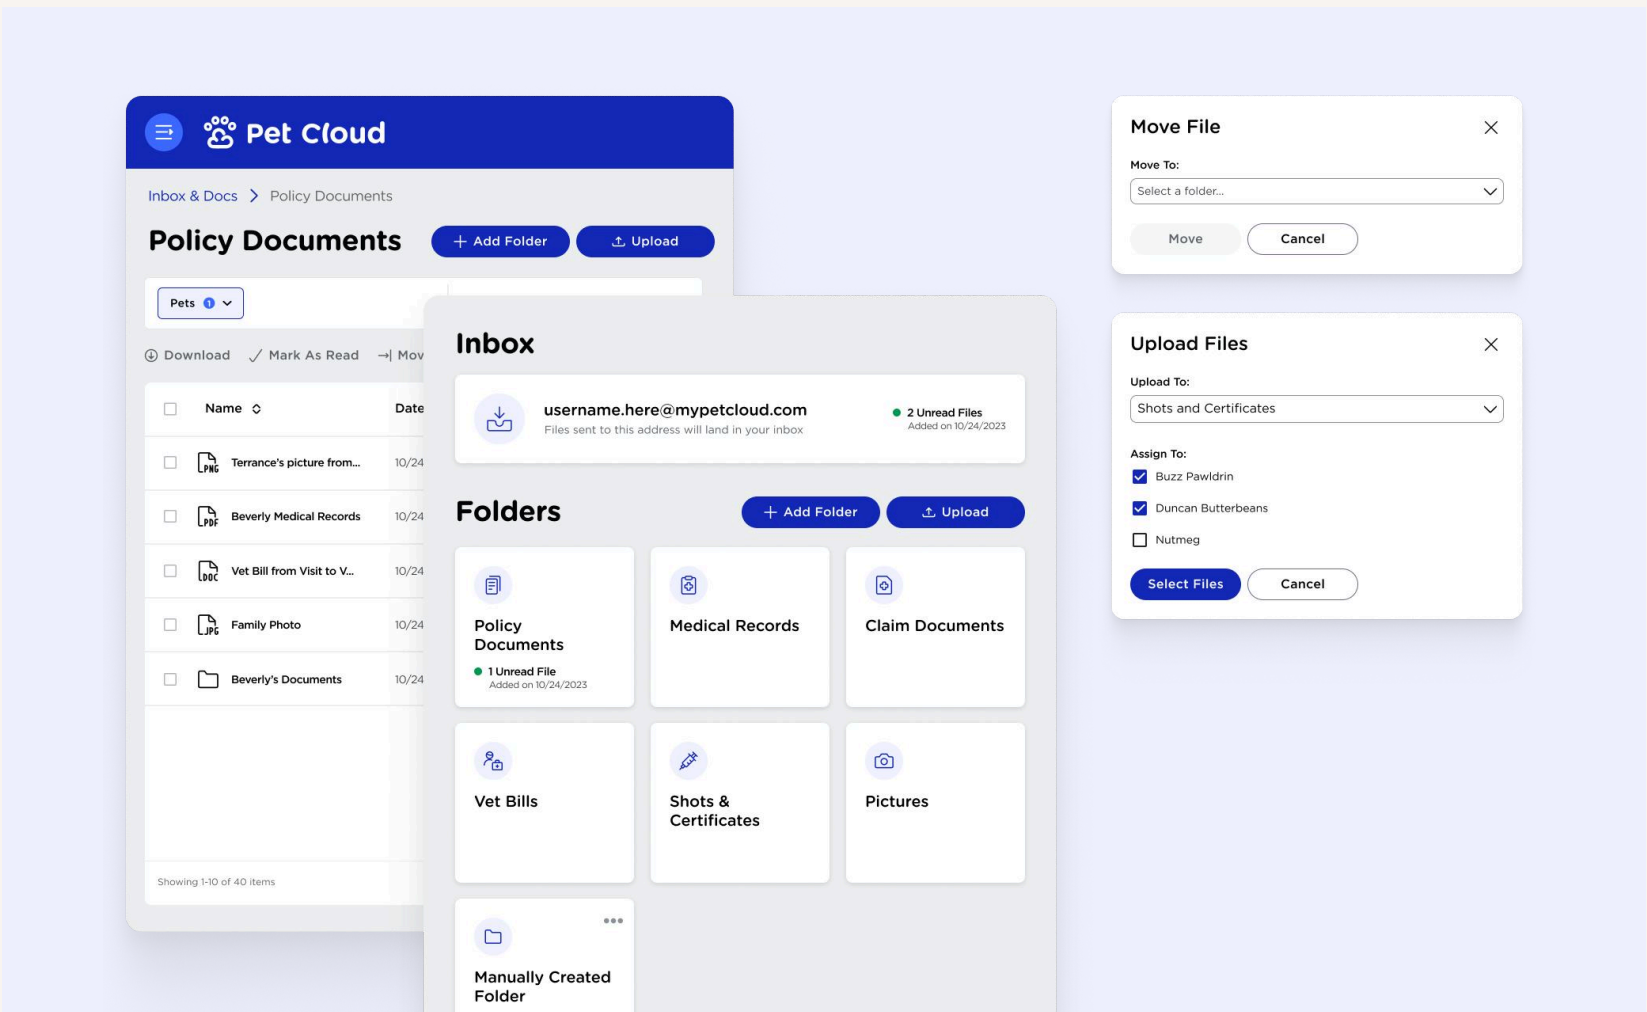 Pet Cloud
Inbox & Docs > Policy Documents
Policy Documents
+ Add Folder
Upload
Pets 1
Download
Mark As Read
Mov
Name
Date
PNG
Terrance's picture from...
10/24
PDF
Beverly Medical Records
10/24
DOC
Vet Bill from Visit to V...
10/24
JPG
Family Photo
10/24
Beverly's Documents
10/24
Showing 1-10 of 40 items
Inbox
username.here@mypetcloud.com
Files sent to this address will land in your inbox
2 Unread Files
Added on 10/24/2023
Folders
+ Add Folder
Upload
Policy
Documents
1 Unread File
Added on 10/24/2023
Medical Records
Claim Documents
Vet Bills
Shots &
Certificates
Pictures
Manually Created
Folder
Move File
Move To:
Select a folder...
Move
Cancel
Upload Files
Upload To:
Shots and Certificates
Assign To:
Buzz Pawldrin
Duncan Butterbeans
Nutmeg
Select Files
Cancel